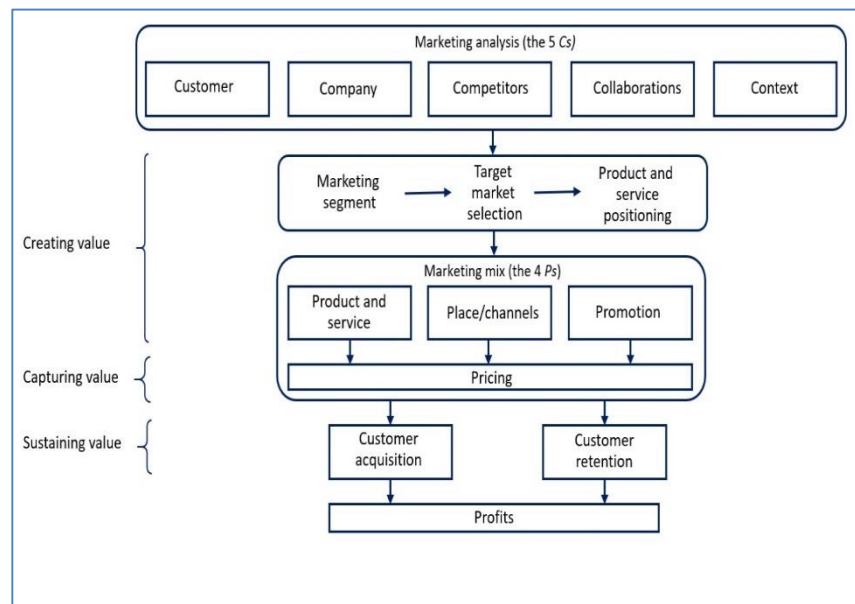 Marketing analysis (the 5 Cs)
Customer
Company
Competitors
Collaborations
Context
Marketing
segment
Target
market
selection
Product and
service
positioning
Creating value
Marketing mix (the 4 Ps)
Product and
service
Place/channels
Promotion
Capturing value
Pricing
Sustaining value
Customer
acquisition
Customer
retention
Profits